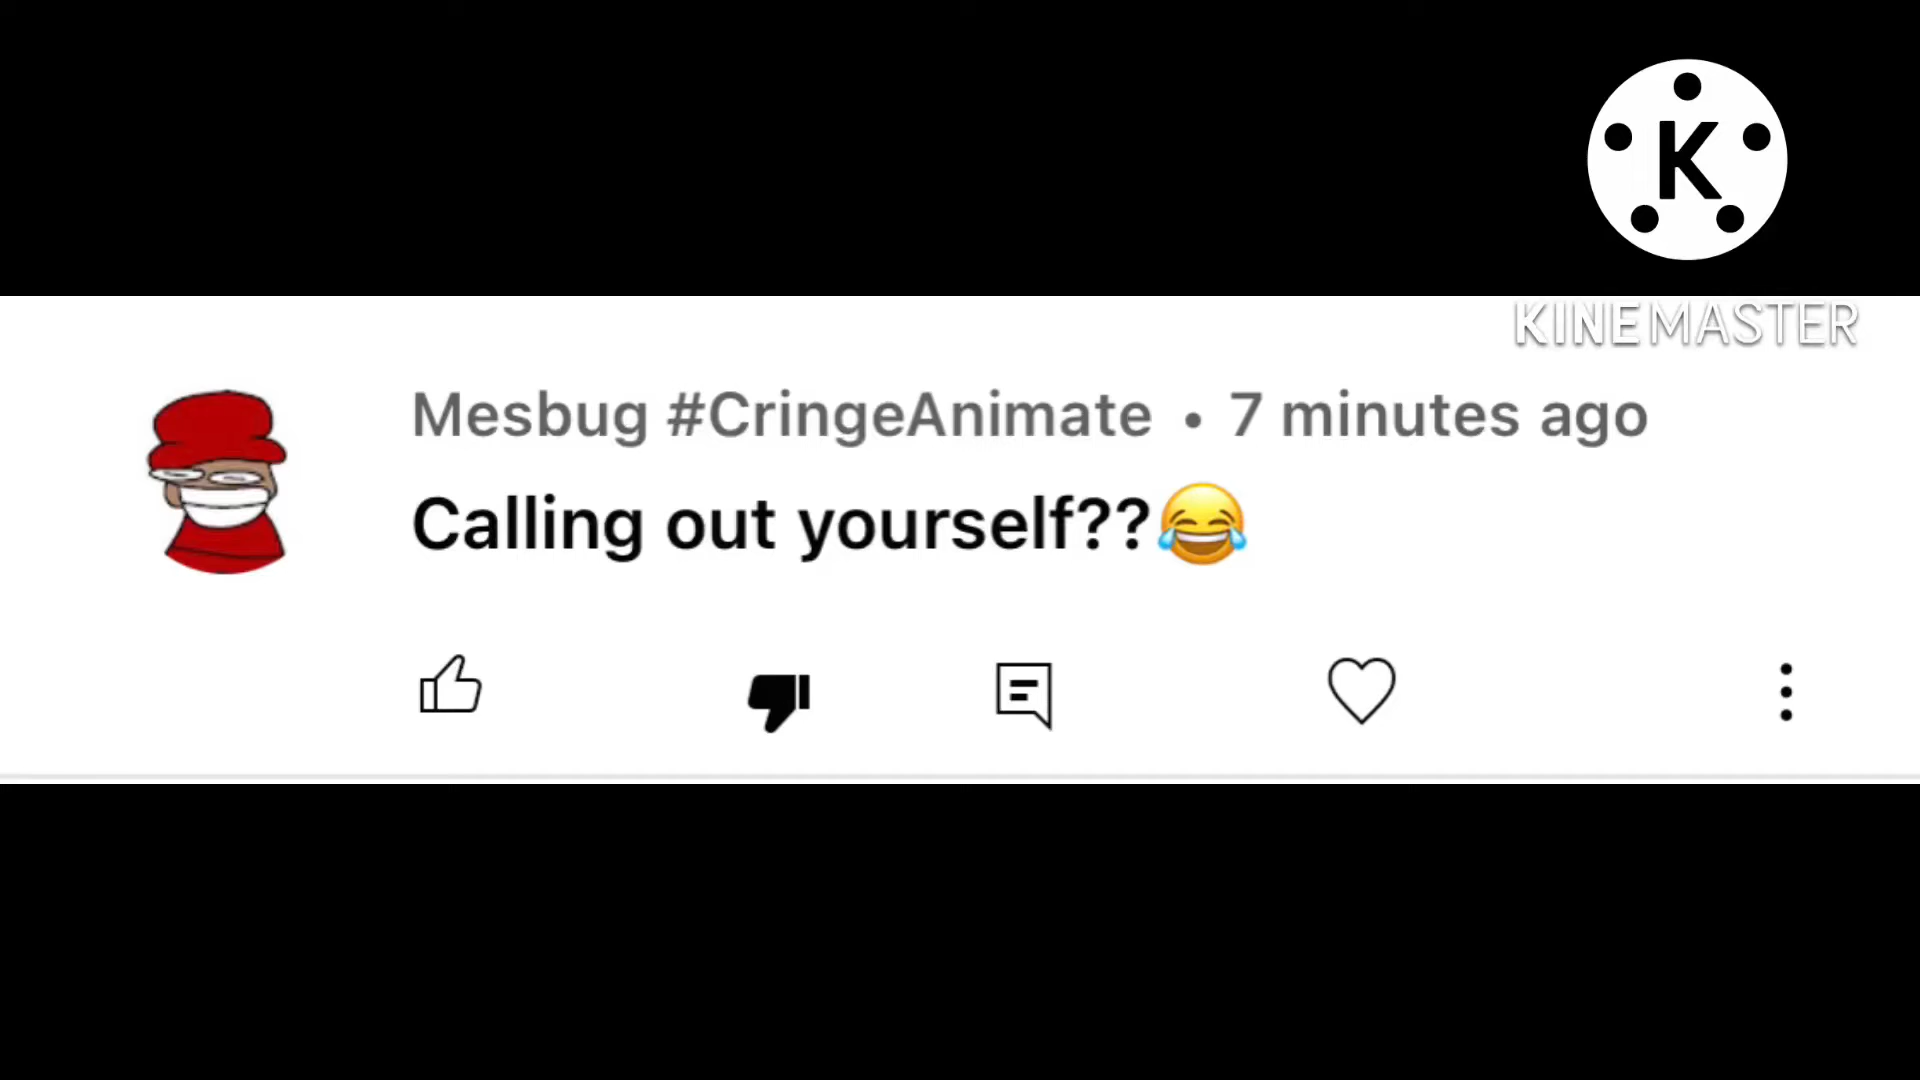 K
KINEMASTER
Mesbug #CringeAnimate • 7 minutes ago
Calling out yourself??😂